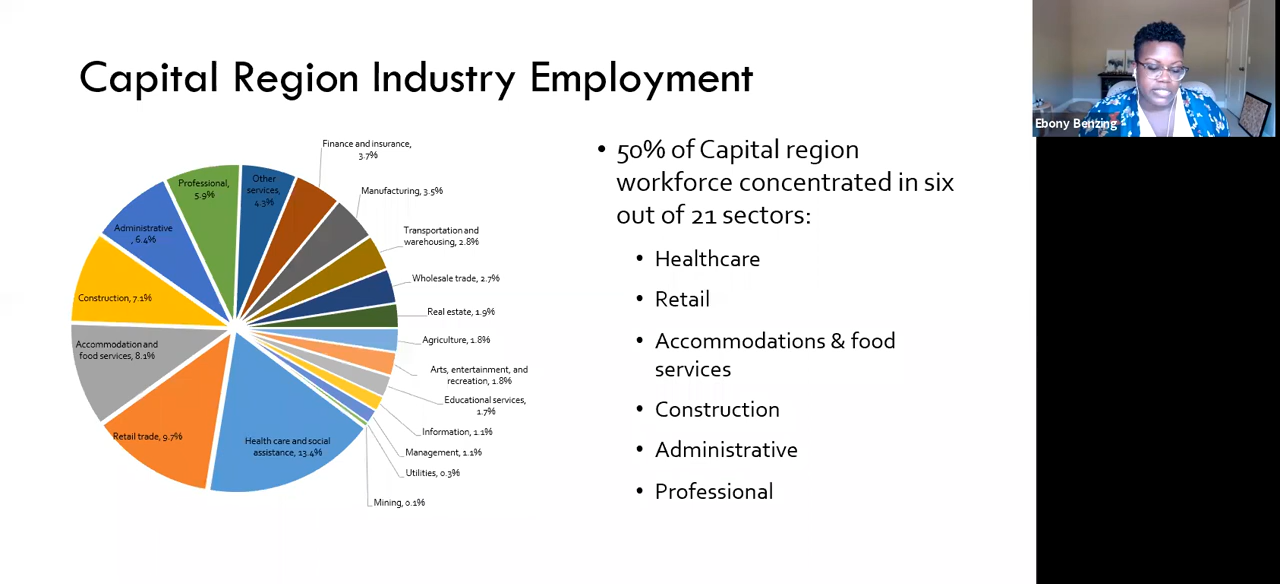 Capital Region Industry Employment
Finance and insurance,
3.7%
Manufacturing, 3.5%
Transportation and
warehousing, 2.8%
Wholesale trade, 2.7%
Real estate, 1.9%
Agriculture, 1.8%
Arts, entertainment, and
recreation, 1.8%
Educational services,
1.7%
Information, 1.1%
Management, 1.1%
Utilities, 0.3%
Mining, 0.1%
Health care and social
assistance, 13.4%
Retail trade, 9.7%
Accommodation and
food services, 8.1%
Construction, 7.1%
Administrative
, 6.4%
Professional,
5.9%
Other
services,
4.3%
• 50% of Capital region
workforce concentrated in six
out of 21 sectors:
• Healthcare
• Retail
• Accommodations & food
services
• Construction
• Administrative
• Professional
Ebony Benzing